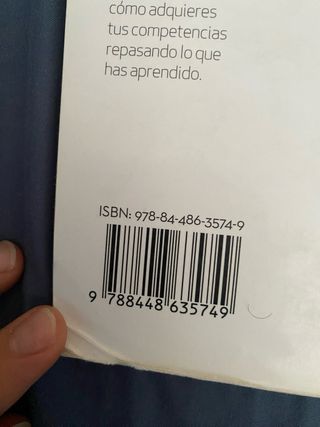 cómo adquieres
tus competencias
repasando lo que
has aprendido.
ISBN: 978-84-486-3574-9
9 788448 635749